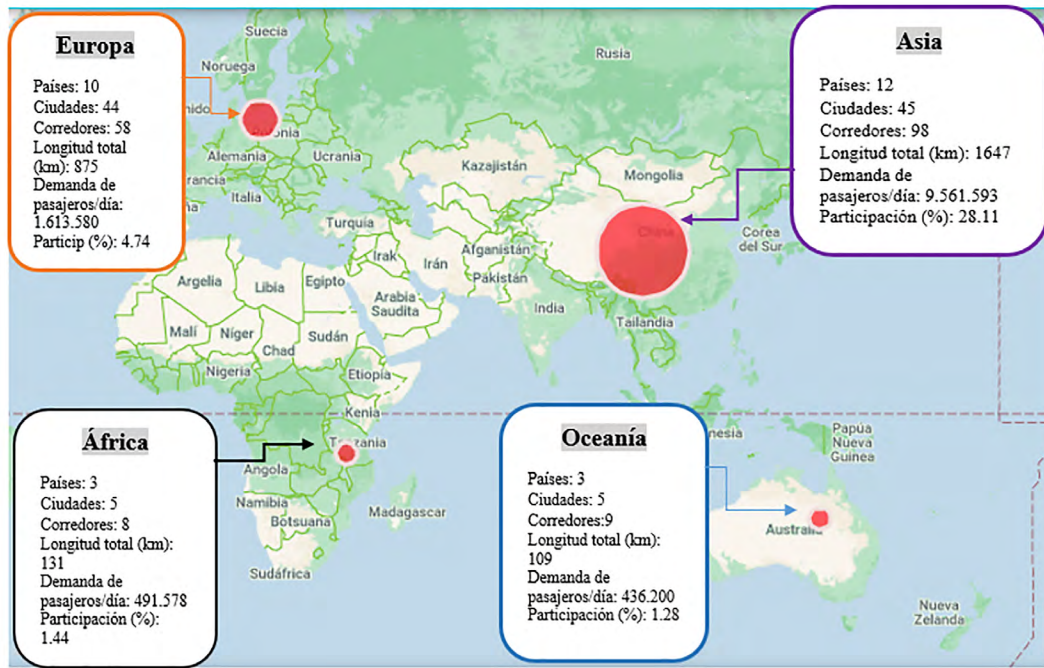 Europa
Países: 10
Ciudades: 44
Corredores: 58
Longitud total
(km): 875
Demanda de
pasajeros/día:
1.613.580
Particip (%): 4.74
Asia
Países: 12
Ciudades: 45
Corredores: 98
Longitud total (km): 1647
Demanda de
pasajeros/día: 9.561.593
Participación (%): 28.11
Suecia
Noruega
Rusia
Alemania
Ucrania
Kazajistán
Mongolia
Italia
Turquía
China
Corea
del Sur
Afganistán
Irak
Irán
Pakistán
Argelia
Libia
Egipto
Arabia
Saudita
India
Malí
Níger
Sudán
Tailandia
Chad
Nigeria
Etiopia
Kenia
África
Países: 3
Ciudades: 5
Corredores: 8
Longitud total (km):
131
Demanda de
pasajeros/día: 491.578
Participación (%):
1.44
Angola
Namibia
Botsuana
Madagascar
Sudáfrica
Oceanía
Países: 3
Ciudades: 5
Corredores:9
Longitud total (km):
109
Demanda de
pasajeros/día: 436.200
Participación (%): 1.28
Papúa
Nueva
Guinea
Nueva
Zelanda